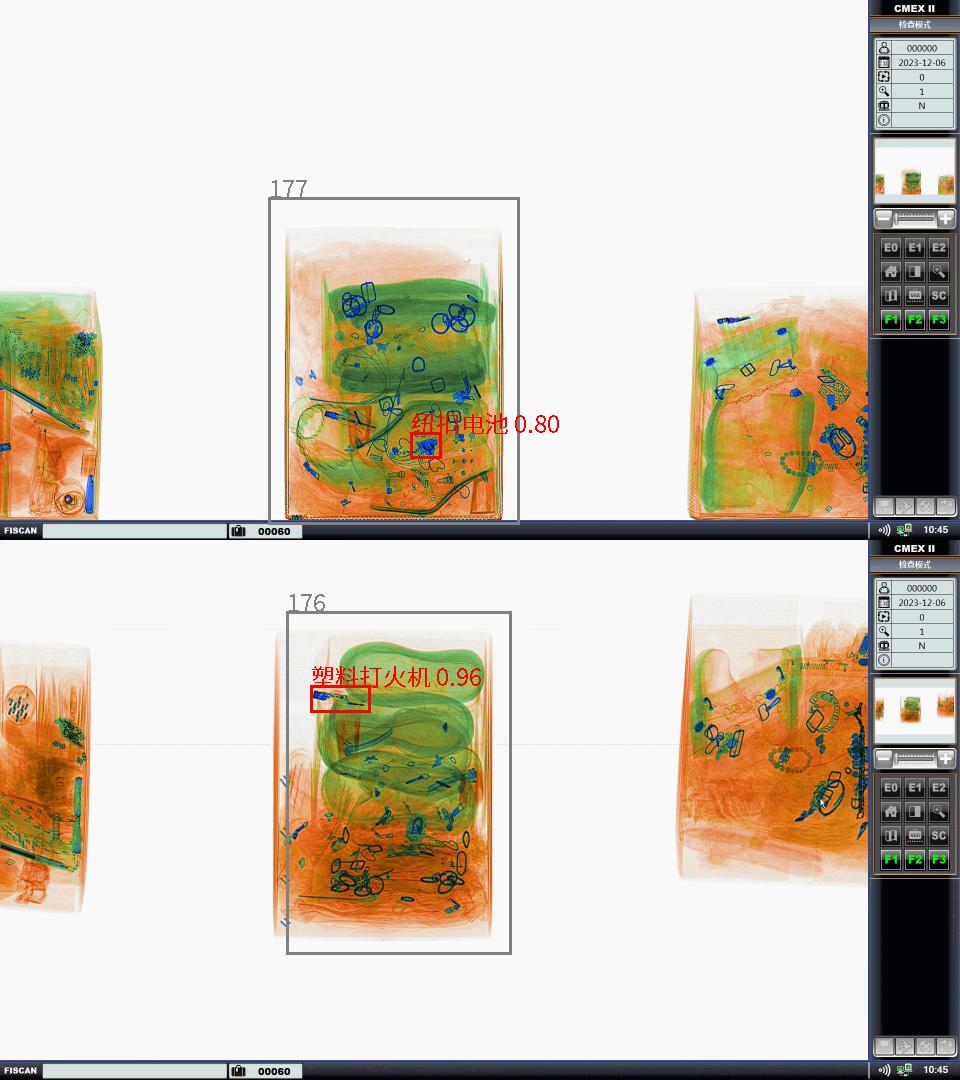 CMEX II
检查模式
000000
2023-12-06
0
1
N
E0 E1 E2
SC
F1 F2 F3
177
纽扣电池 0.80
FISCAN
00060
10:45
CMEX II
检查模式
000000
2023-12-06
0
1
N
E0 E1 E2
VAR SC
F1 F2 F3
176
塑料打火机 0.96
FISCAN
00060
10:45